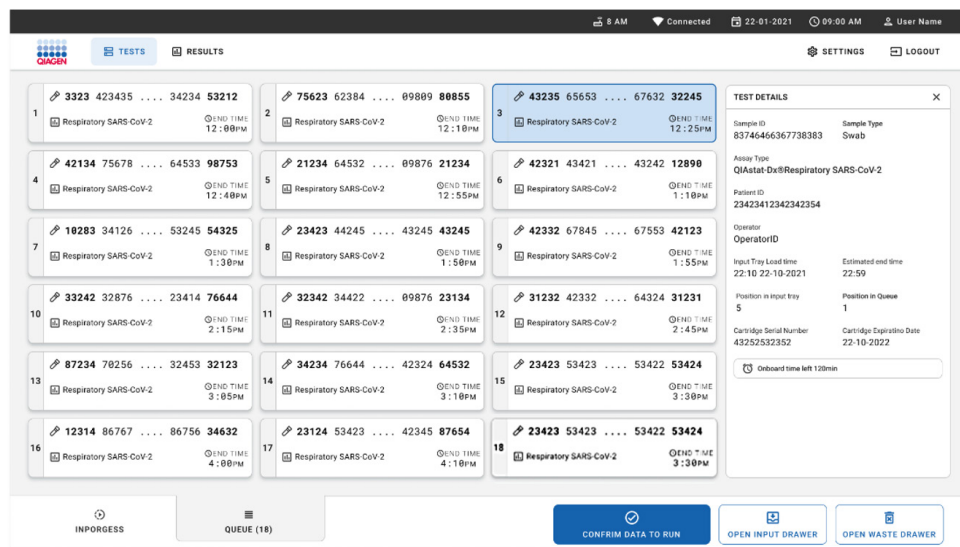 8 AM Connected 22-01-2021 09:00 AM User Name
QIAGEN TESTS RESULTS SETTINGS LOGOUT
1 3323 423435 .... 34234 53212
Respiratory SARS-CoV-2 END TIME 12:00PM
2 75623 62384 .... 09809 80855
Respiratory SARS-CoV-2 END TIME 12:10PM
3 43235 65653 .... 67632 32245
Respiratory SARS-CoV-2 END TIME 12:25PM
4 42134 75678 .... 64533 98753
Respiratory SARS-CoV-2 END TIME 12:40PM
5 21234 64532 .... 09876 21234
Respiratory SARS-CoV-2 END TIME 12:55PM
6 42321 43421 .... 43242 12890
Respiratory SARS-CoV-2 END TIME 1:10PM
7 10283 34126 .... 53245 54325
Respiratory SARS-CoV-2 END TIME 1:30PM
8 23423 44245 .... 43245 43245
Respiratory SARS-CoV-2 END TIME 1:50PM
9 42332 67845 .... 67553 42123
Respiratory SARS-CoV-2 END TIME 1:55PM
10 33242 32876 .... 23414 76644
Respiratory SARS-CoV-2 END TIME 2:15PM
11 32342 34422 .... 09876 23134
Respiratory SARS-CoV-2 END TIME 2:35PM
12 31232 42332 .... 64324 31231
Respiratory SARS-CoV-2 END TIME 2:45PM
13 87234 70256 .... 32453 32123
Respiratory SARS-CoV-2 END TIME 3:05PM
14 34234 76644 .... 42324 64532
Respiratory SARS-CoV-2 END TIME 3:10PM
15 23423 53423 .... 53422 53424
Respiratory SARS-CoV-2 END TIME 3:30PM
16 12314 86767 .... 86756 34632
Respiratory SARS-CoV-2 END TIME 4:00PM
17 23124 53423 .... 42345 87654
Respiratory SARS-CoV-2 END TIME 4:10PM
18 23423 53423 .... 53422 53424
Respiratory SARS-CoV-2 END TIME 3:30PM
TEST DETAILS
Sample ID Sample Type
83746466367738383 Swab
Assay Type
QIAstat-Dx®Respiratory SARS-CoV-2
Patient ID
23423412342342354
Operator
OperatorID
Input Tray Load time Estimated end time
22:10 22-10-2021 22:59
Position in input tray Position in Queue
5 1
Cartridge Serial Number Cartridge Expiratino Date
43252532352 22-10-2022
Onboard time left 120min
INPORGESS QUEUE (18) CONFRIM DATA TO RUN OPEN INPUT DRAWER OPEN WASTE DRAWER